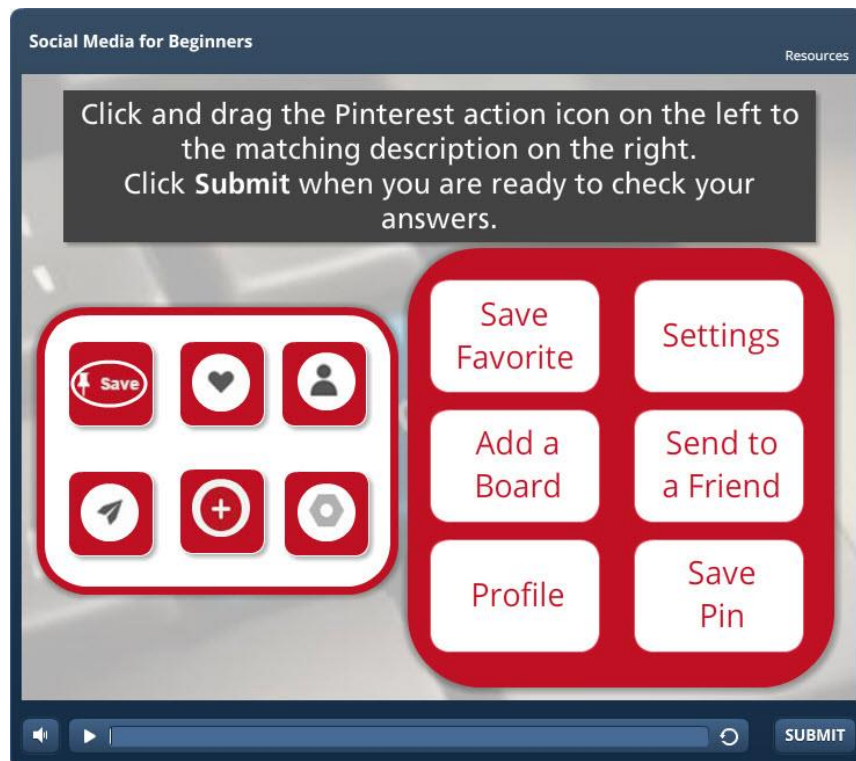 Social Media for Beginners
Resources
Click and drag the Pinterest action icon on the left to
the matching description on the right.
Click Submit when you are ready to check your
answers.
Save
Save
Favorite
Settings
Add a
Board
Send to
a Friend
Profile
Save
Pin
SUBMIT